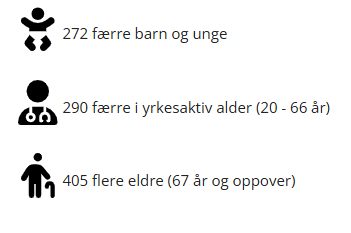 272 færre barn og unge
290 færre i yrkesaktiv alder (20 - 66 år)
405 flere eldre (67 år og oppover)